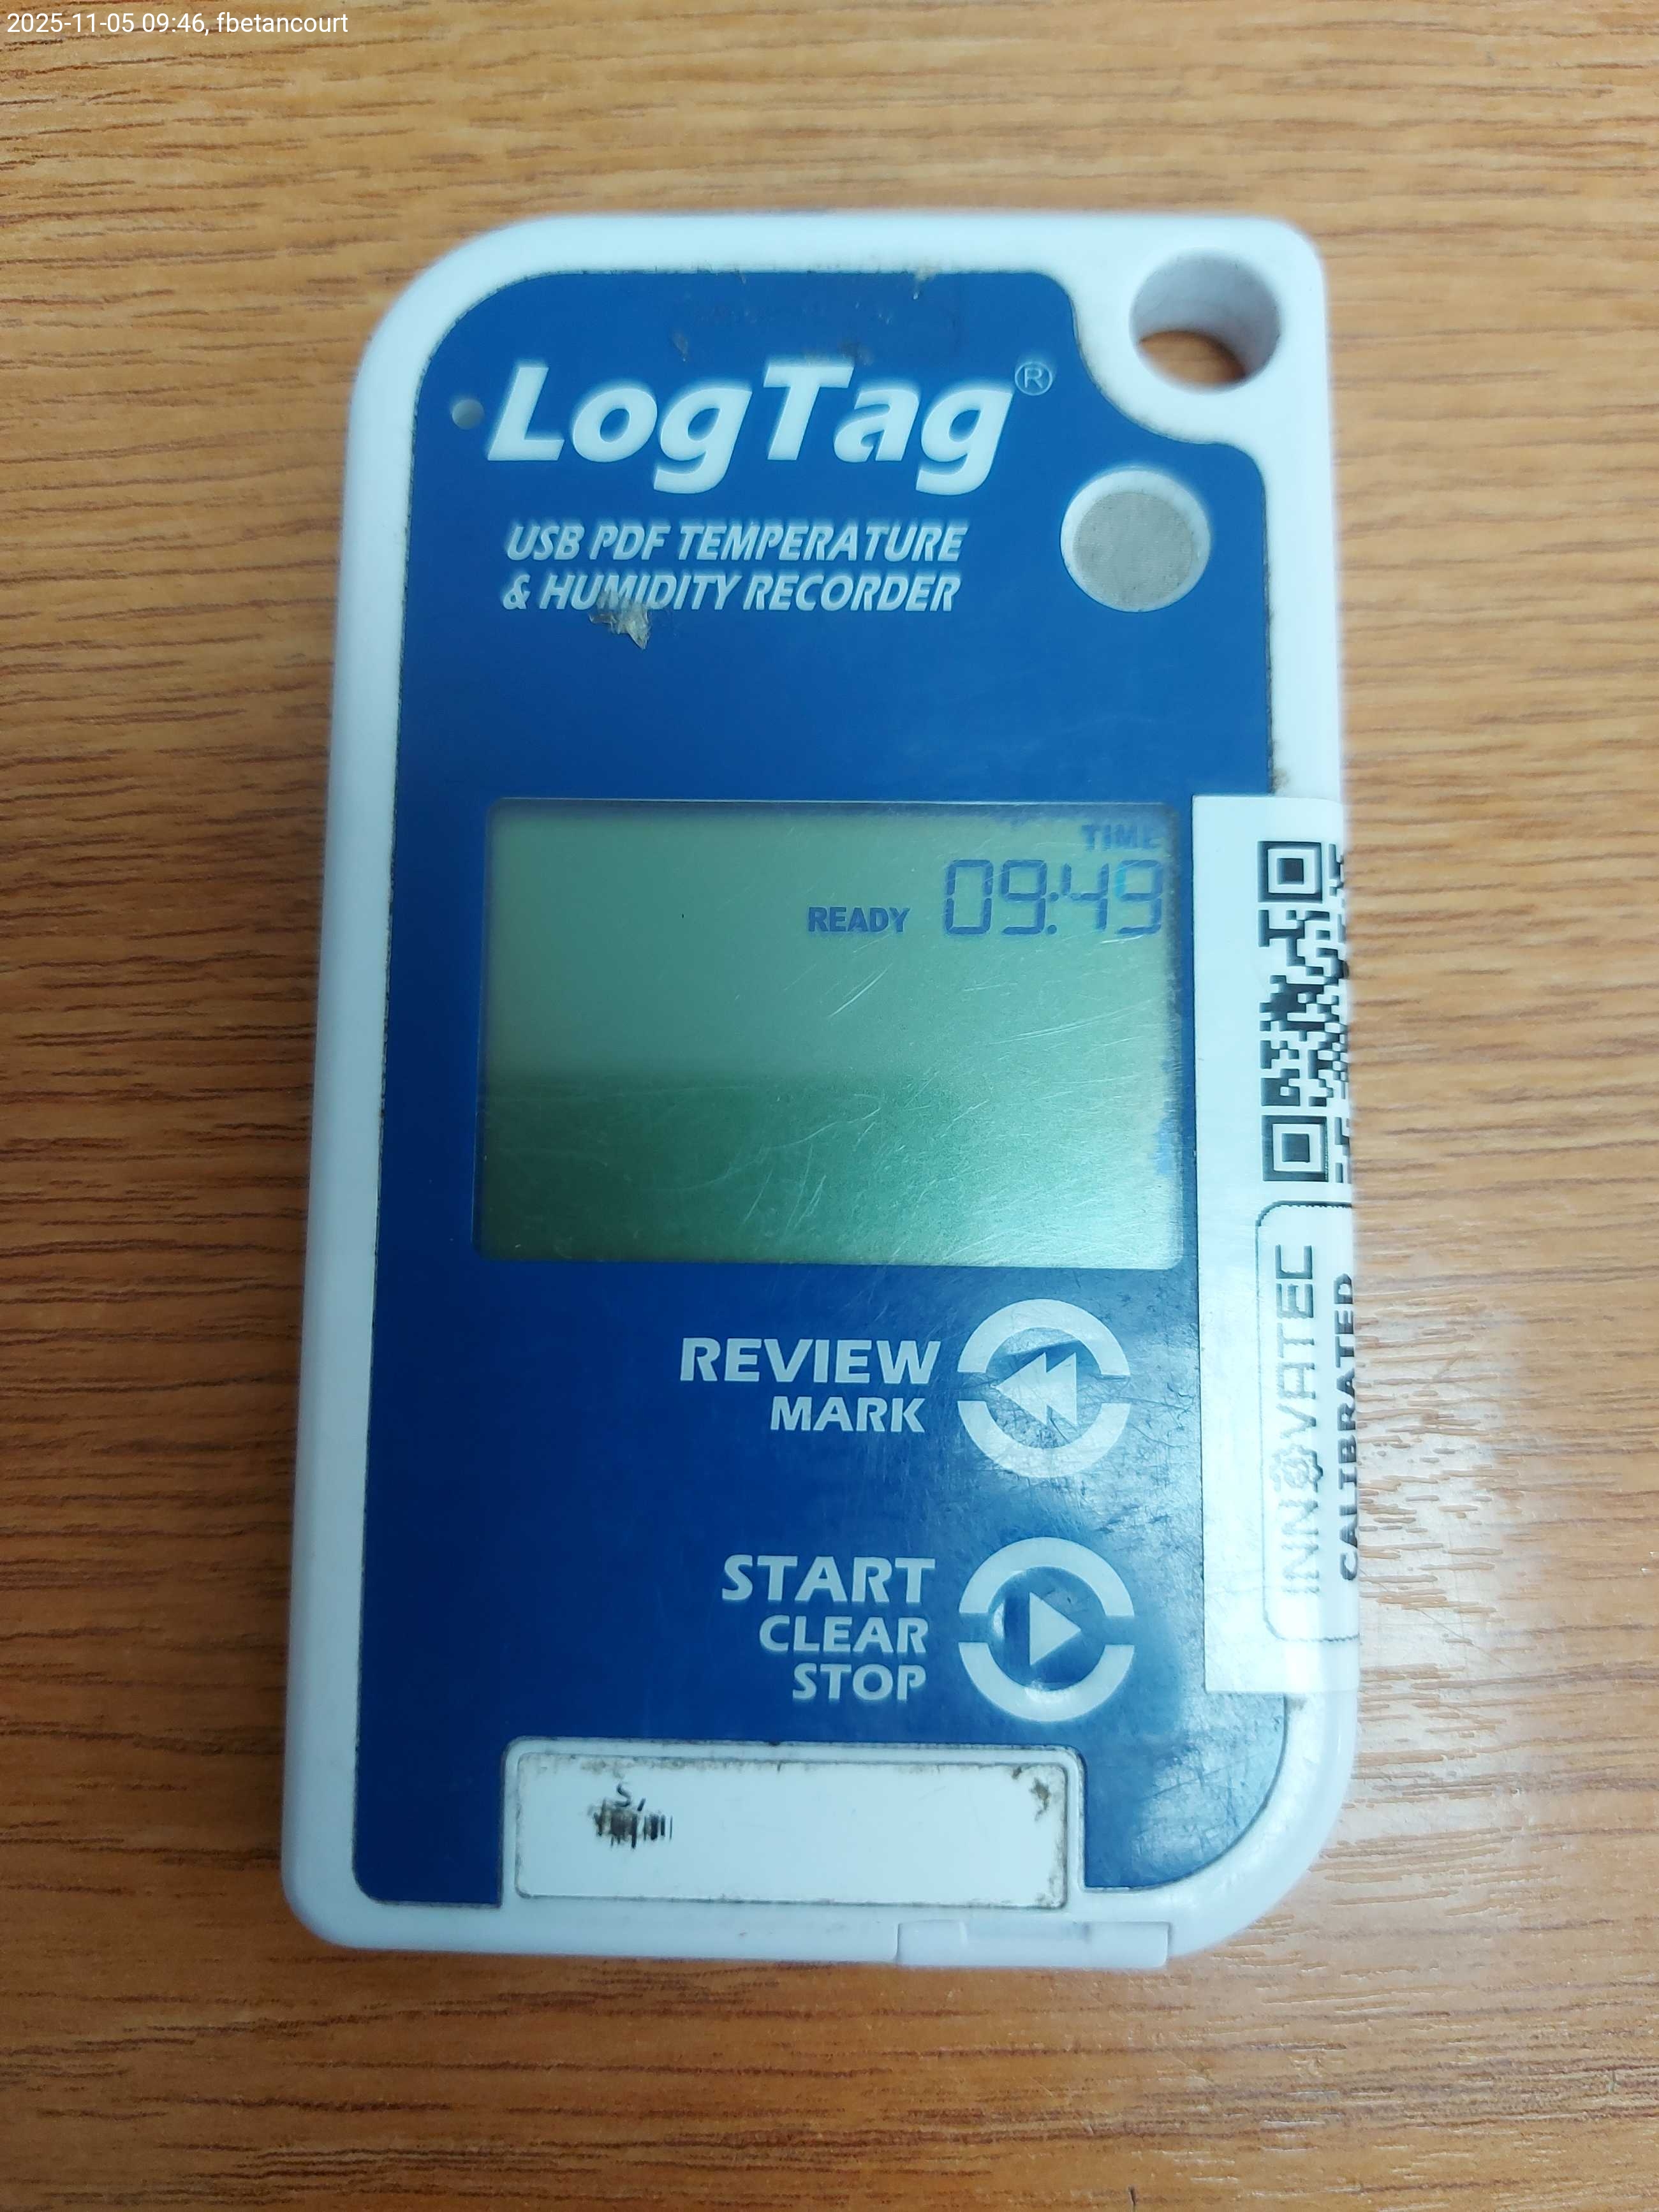 2025-11-05 09:46, fbetancourt
LogTag®
USB PDF TEMPERATURE
& HUMIDITY RECORDER
TIME
READY 09:49
REVIEW
MARK
START
CLEAR
STOP
INNOVATEC
CALIBRATED